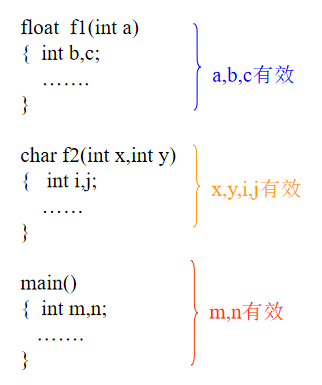 float  f1(int a)
{  int b,c;
…….
}
a,b,c有效
char f2(int x,int y)
{   int i,j;
……
}
x,y,i,j有效
main()
{  int m,n;
…….
}
m,n有效